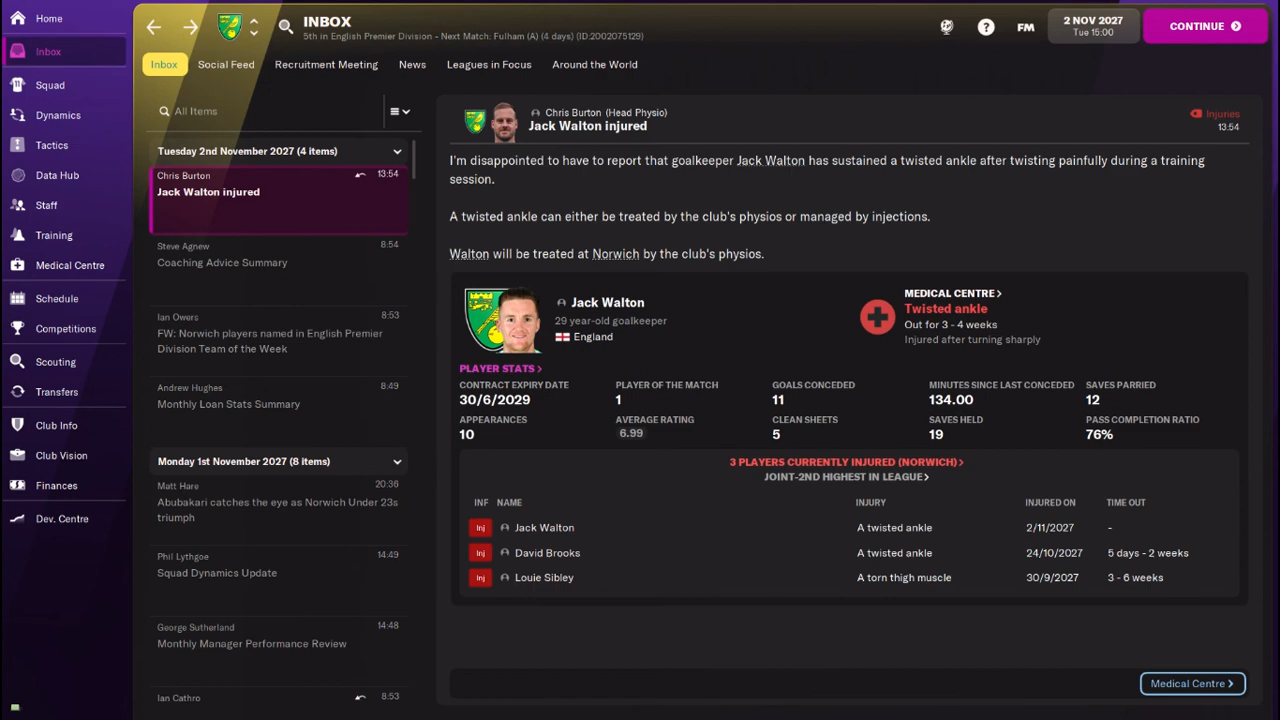 Home
Inbox
Squad
Dynamics
Tactics
Data Hub
Staff
Training
Medical Centre
Schedule
Competitions
Scouting
Transfers
Club Info
Club Vision
Finances
Dev. Centre
INBOX
5th in English Premier Division - Next Match: Fulham (A) (4 days) (ID:2002075129)
FM
2 NOV 2027
Tue 15:00
CONTINUE
Inbox
Social Feed
Recruitment Meeting
News
Leagues in Focus
Around the World
All Items
Tuesday 2nd November 2027 (4 items)
Chris Burton 13:54
Jack Walton injured
Steve Agnew 8:54
Coaching Advice Summary
Ian Owers 8:53
FW: Norwich players named in English Premier
Division Team of the Week
Andrew Hughes 8:49
Monthly Loan Stats Summary
Monday 1st November 2027 (8 items)
Matt Hare 20:36
Abubakari catches the eye as Norwich Under 23s
triumph
Phil Lythgoe 14:49
Squad Dynamics Update
George Sutherland 14:48
Monthly Manager Performance Review
Ian Cathro 8:53
Chris Burton (Head Physio)
Jack Walton injured
Injuries
13:54
I'm disappointed to have to report that goalkeeper Jack Walton has sustained a twisted ankle after twisting painfully during a training
session.
A twisted ankle can either be treated by the club's physios or managed by injections.
Walton will be treated at Norwich by the club's physios.
Jack Walton
29 year-old goalkeeper
England
MEDICAL CENTRE
Twisted ankle
Out for 3 - 4 weeks
Injured after turning sharply
PLAYER STATS
CONTRACT EXPIRY DATE PLAYER OF THE MATCH GOALS CONCEDED MINUTES SINCE LAST CONCEDED SAVES PARRIED
30/6/2029 1 11 134.00 12
APPEARANCES AVERAGE RATING CLEAN SHEETS SAVES HELD PASS COMPLETION RATIO
10 6.99 5 19 76%
3 PLAYERS CURRENTLY INJURED (NORWICH)
JOINT-2ND HIGHEST IN LEAGUE
INF NAME INJURY INJURED ON TIME OUT
Inj Jack Walton A twisted ankle 2/11/2027 -
Inj David Brooks A twisted ankle 24/10/2027 5 days - 2 weeks
Inj Louie Sibley A torn thigh muscle 30/9/2027 3 - 6 weeks
Medical Centre